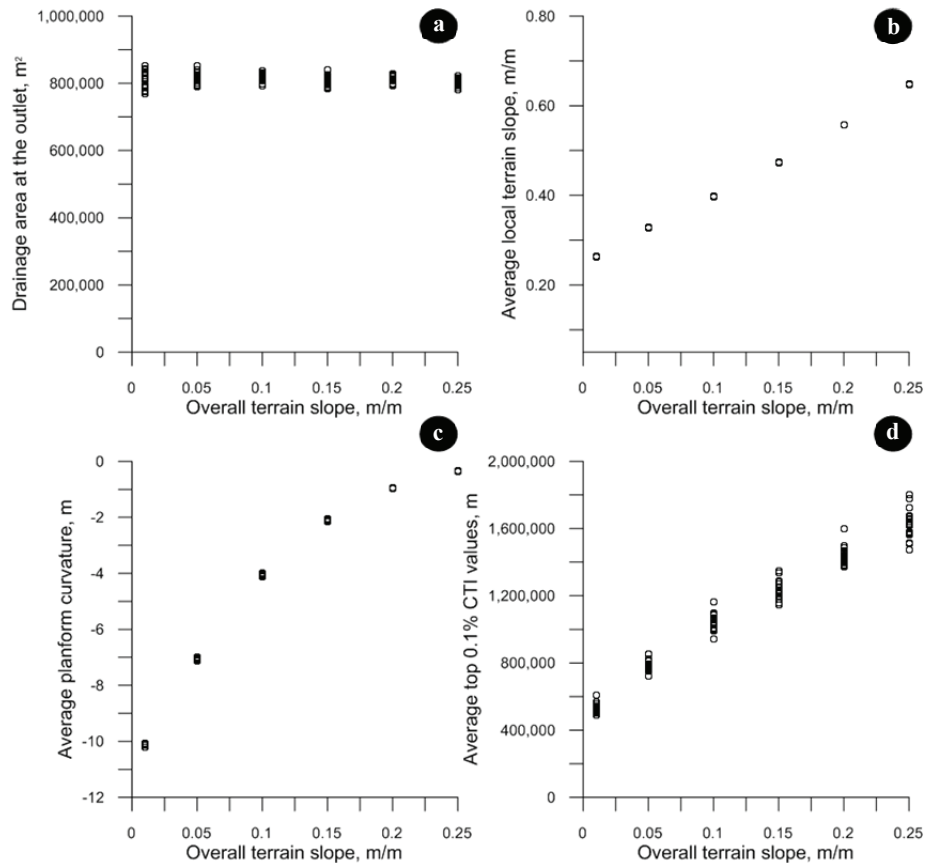 a
Drainage area at the outlet, m²
1,000,000
800,000
600,000
400,000
200,000
0
0 0.05 0.1 0.15 0.2 0.25
Overall terrain slope, m/m
b
Average local terrain slope, m/m
0.80
0.60
0.40
0.20
0 0.05 0.1 0.15 0.2 0.25
Overall terrain slope, m/m
c
Average planform curvature, m
0
-2
-4
-6
-8
-10
-12
0 0.05 0.1 0.15 0.2 0.25
Overall terrain slope, m/m
d
Average top 0.1% CTI values, m
2,000,000
1,600,000
1,200,000
800,000
400,000
0
0 0.05 0.1 0.15 0.2 0.25
Overall terrain slope, m/m